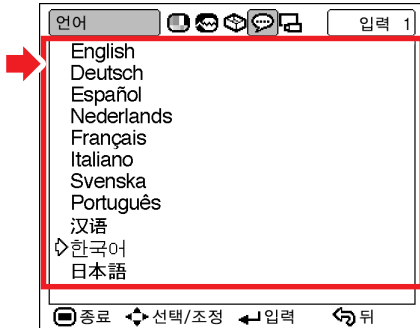 언어 입력 1
English
Deutsch
Español
Nederlands
Français
Italiano
Svenska
Português
汉语
한국어
日本語
종료 선택/조정 입력 뒤